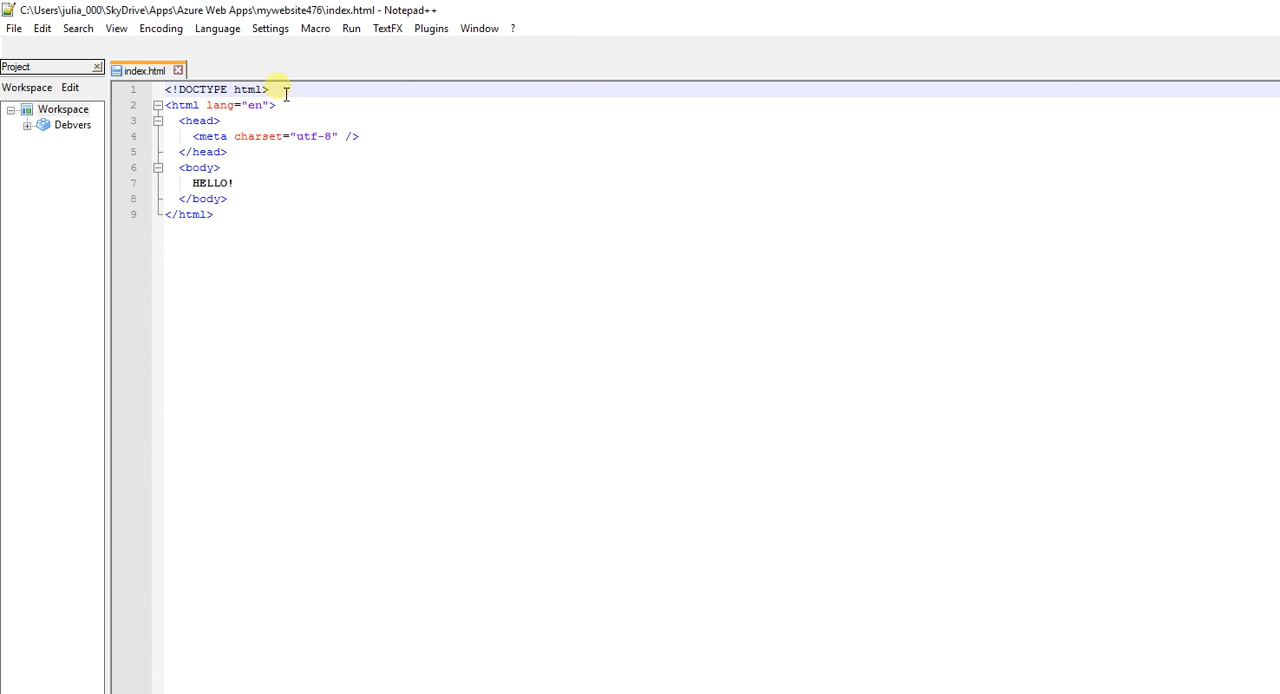 C:\Users\julia_000\SkyDrive\Apps\Azure Web Apps\mywebsite476\index.html - Notepad++
File Edit Search View Encoding Language Settings Macro Run TextFX Plugins Window ?
Project
index.html
Workspace Edit
Workspace
Debvers
1 <!DOCTYPE html>
2 <html lang="en">
3 <head>
4 <meta charset="utf-8" />
5 </head>
6 <body>
7 HELLO!
8 </body>
9 </html>